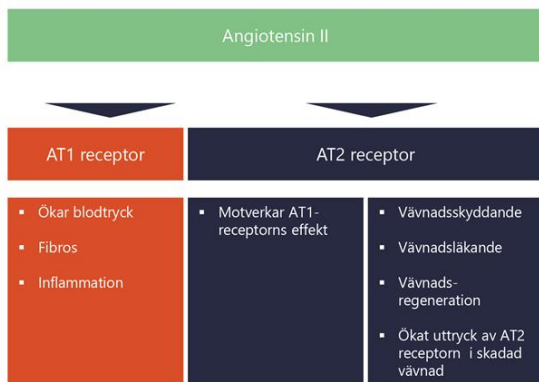 Angiotensin II
AT1 receptor
AT2 receptor
▪ Ökar blodtryck
▪ Fibros
▪ Inflammation
▪ Motverkar AT1-
receptorns effekt
▪ Vävnadsskyddande
▪ Vävnadsläkande
▪ Vävnads-
regeneration
▪ Ökat uttryck av AT2
receptorn i skadad
vävnad